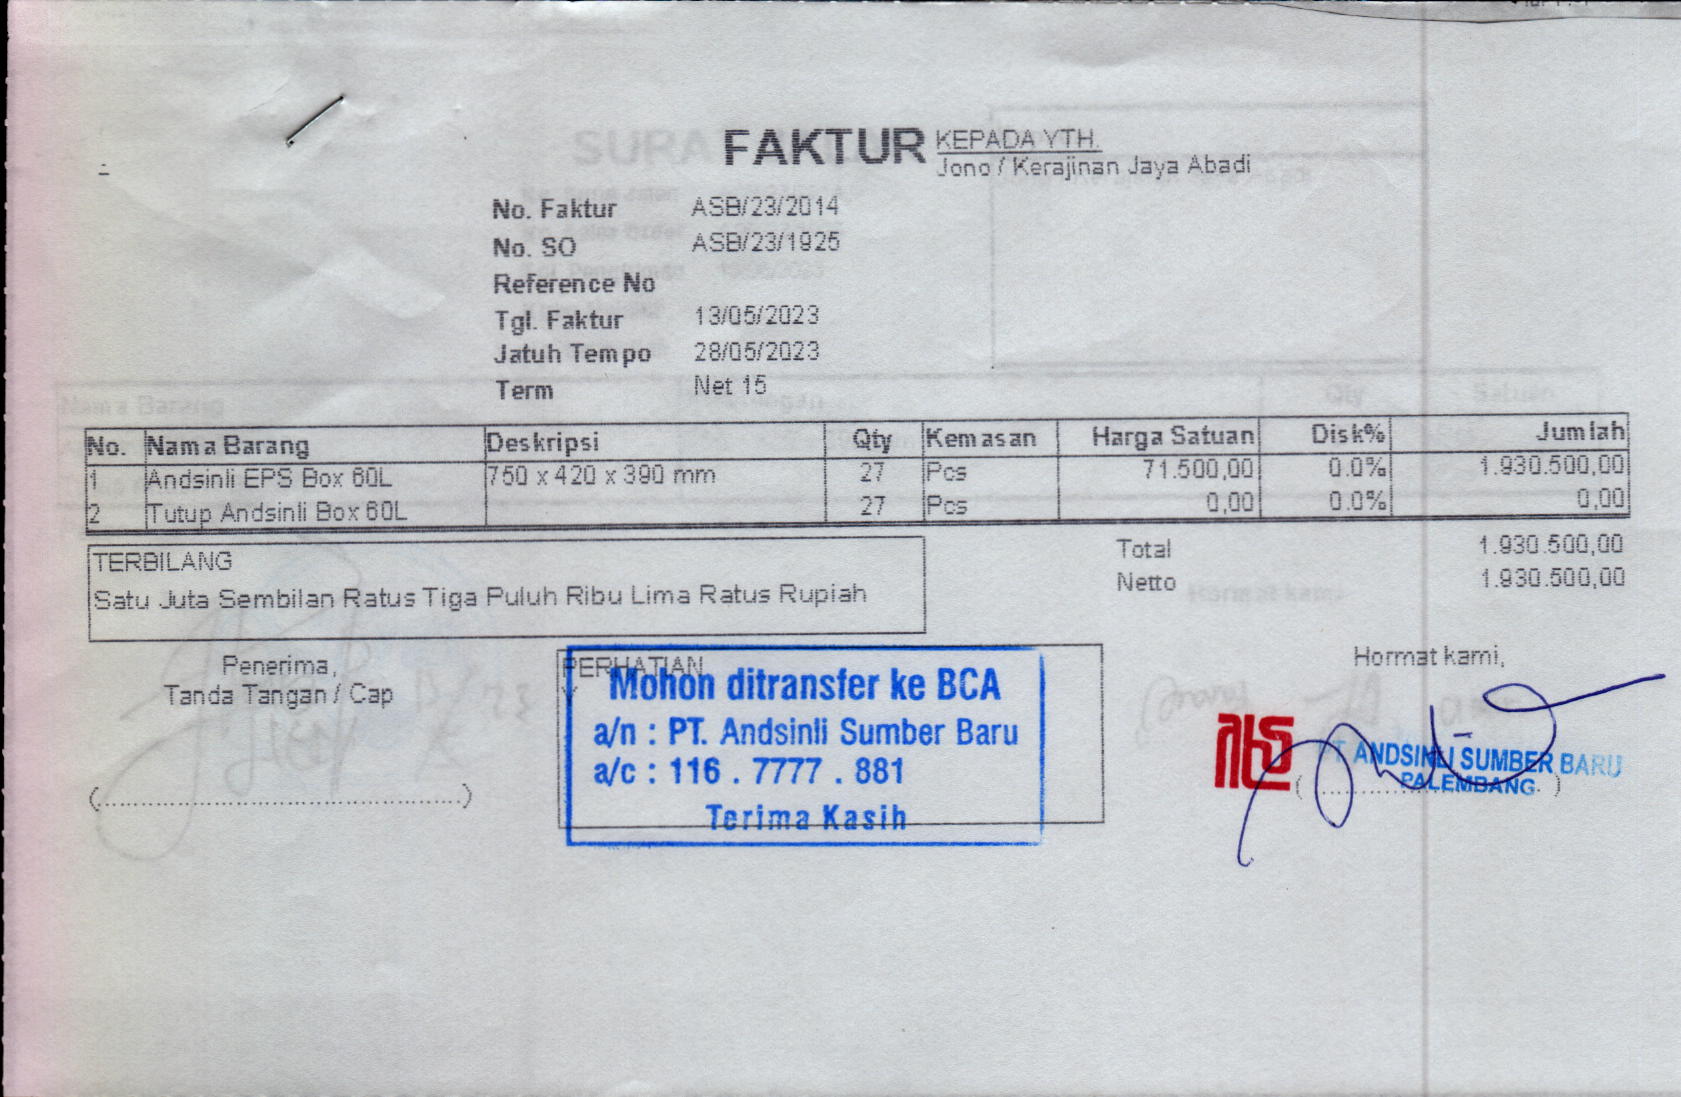 FAKTUR
KEPADA YTH.
Jono / Kerajinan Jaya Abadi
No. Faktur ASB/23/2014
No. SO ASB/23/1925
Reference No
Tgl. Faktur 13/05/2023
Jatuh Tempo 28/05/2023
Term Net 15
No. Nama Barang Deskripsi Qty Kemasan Harga Satuan Disk% Jumlah
1 Andsinli EPS Box 60L 750 x 420 x 390 mm 27 Pcs 71.500,00 0.0% 1.930.500,00
2 Tutup Andsinli Box 60L 27 Pcs 0,00 0.0% 0,00
TERBILANG
Satu Juta Sembilan Ratus Tiga Puluh Ribu Lima Ratus Rupiah
Total 1.930.500,00
Netto 1.930.500,00
Penerima,
Tanda Tangan / Cap
(..................................................)
PERHATIAN
Mohon ditransfer ke BCA
a/n : PT. Andsinli Sumber Baru
a/c : 116 . 7777 . 881
Terima Kasih
Hormat kami,
PT ANDSINLI SUMBER BARU
PALEMBANG